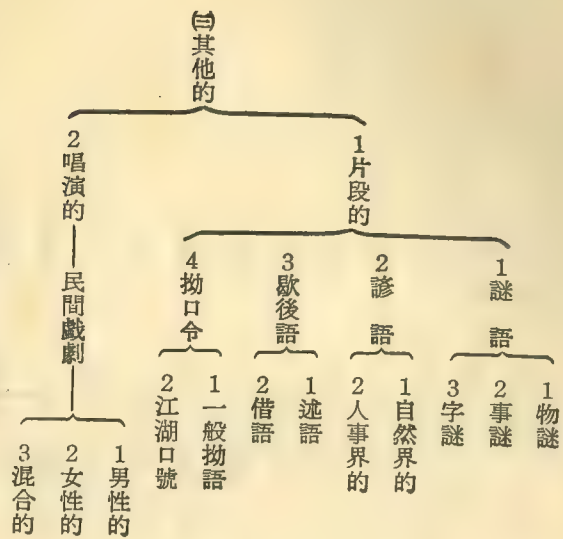 ㈢其他的
1片段的
1謎語
1物謎
2事謎
3字謎
2諺語
1自然界的
2人事界的
3歇後語
1述語
2借語
4拗口令
1一般拗語
2江湖口號
2唱演的
民間戲劇
1男性的
2女性的
3混合的